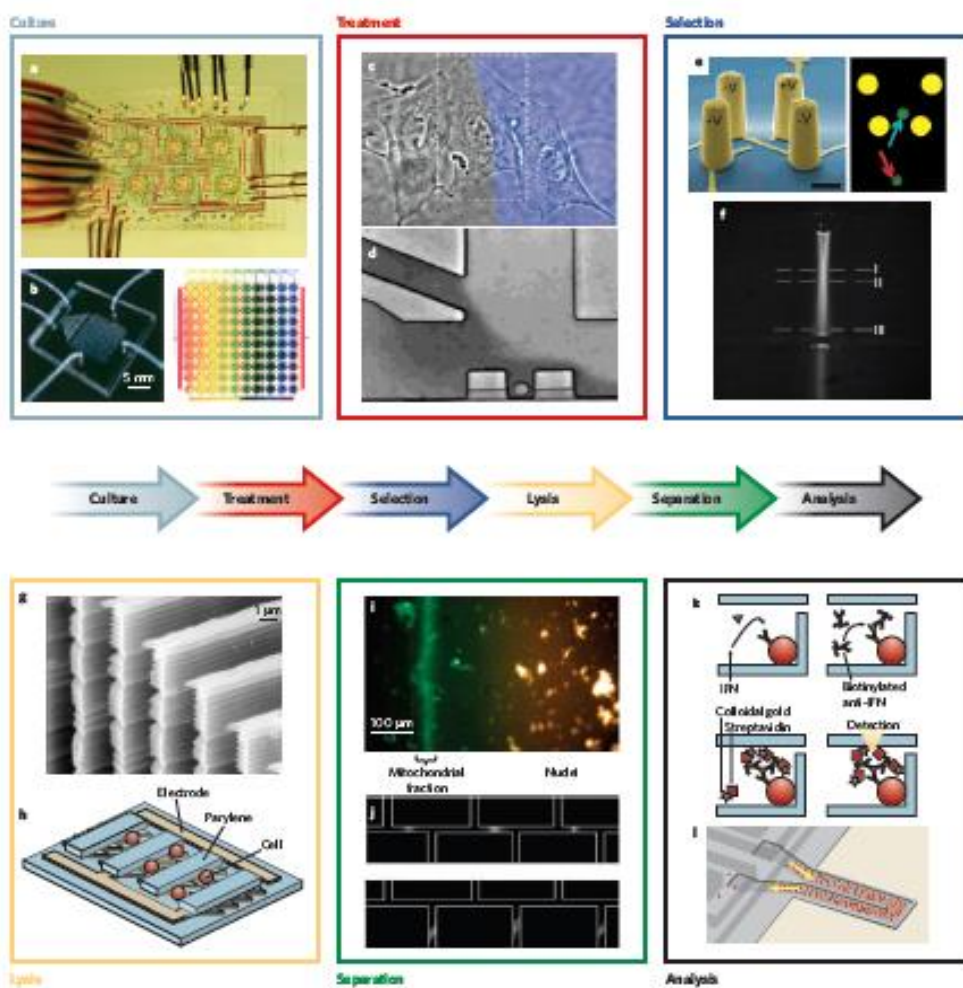 Culture
Treatment
Selection
a
c
e
-V
+V
-V
-V
d
f
b
5 mm
I
II
III
Culture
Treatment
Selection
Lysis
Separation
Analysis
g
1 µm
i
100 µm
Mitochondrial
fraction
Nuclei
h
Electrode
Parylene
Cell
j
k
IFN
Biotinylated
anti-IFN
Colloidal gold
Streptavidin
Detection
l
Lysis
Separation
Analysis